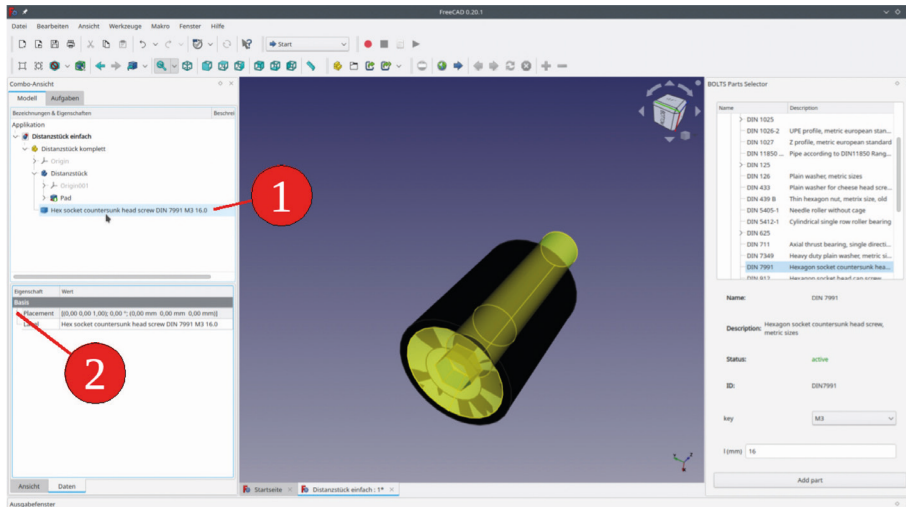 FreeCAD 0.20.1
Datei Bearbeiten Ansicht Werkzeuge Makro Fenster Hilfe
Start
Combo-Ansicht
Modell Aufgaben
Bezeichnungen & Eigenschaften Beschrei
Applikation
Distanzstück einfach
Distanzstück komplett
Origin
Distanzstück
Origin001
Pad
Hex socket countersunk head screw DIN 7991 M3 16.0
1
Eigenschaft Wert
Basis
Placement [(0,00 0,00 1,00); 0,00 °; (0,00 mm 0,00 mm 0,00 mm)]
Label Hex socket countersunk head screw DIN 7991 M3 16.0
2
Ansicht Daten
Startseite
Distanzstück einfach : 1*
Ausgabefenster
BOLTS Parts Selector
Name Description
DIN 1025
DIN 1026-2 UPE profile, metric european stan...
DIN 1027 Z profile, metric european standard
DIN 11850 ... Pipe according to DIN11850 Rang...
DIN 125
DIN 126 Plain washer, metric sizes
DIN 433 Plain washer for cheese head scre...
DIN 439 B Thin hexagon nut, metrix size, old
DIN 5405-1 Needle roller without cage
DIN 5412-1 Cylindrical single row roller bearing
DIN 625
DIN 711 Axial thrust bearing, single directi...
DIN 7349 Heavy duty plain washer, metric si...
DIN 7991 Hexagon socket countersunk hea...
DIN 912 Hexagon socket head cap screw
Name: DIN 7991
Description: Hexagon socket countersunk head screw,
metric sizes
Status: active
ID: DIN7991
key M3
l (mm) 16
Add part